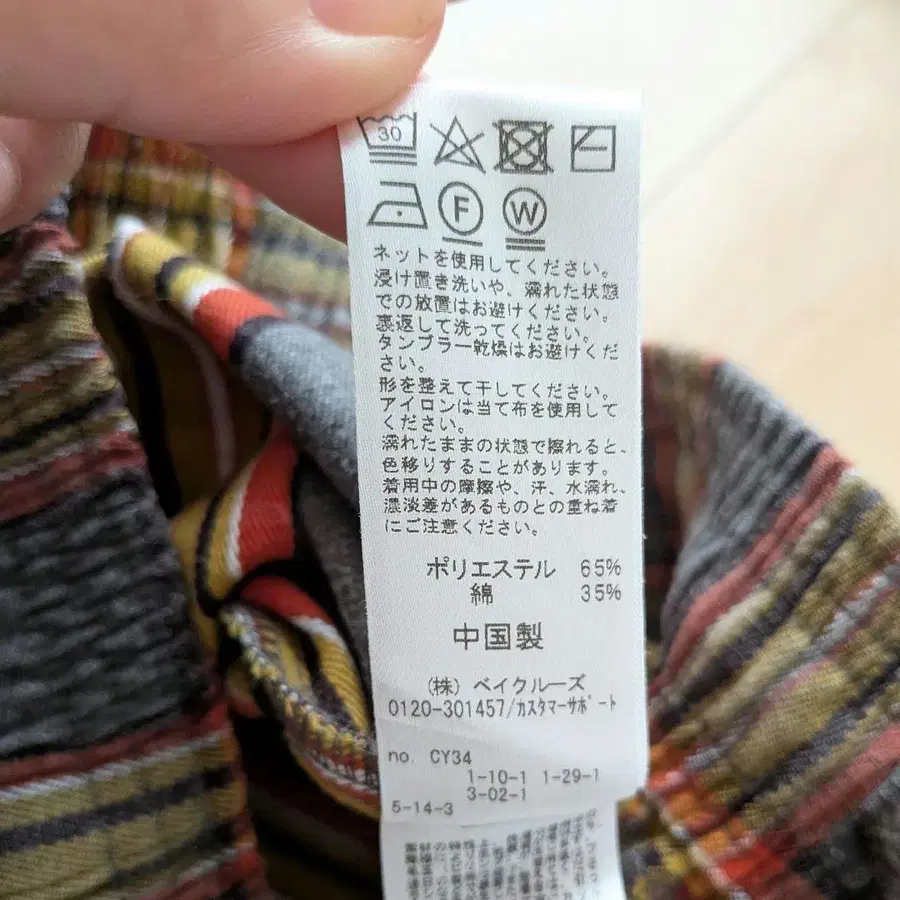 30
F W
ネットを使用してください。
浸け置き洗いや、濡れた状態
での放置はお避けください。
裏返して洗ってください。
タンブラー乾燥はお避けくだ
さい。
形を整えて干してください。
アイロンは当て布を使用して
ください。
濡れたままの状態で擦れると、
色移りすることがあります。
着用中の摩擦や、汗、水濡れ、
濃淡差があるものとの重ね着
にご注意ください。
ポリエステル 65%
綿 35%
中国製
(株) ベイクルーズ
0120-301457/カスタマーサポート
no. CY34
1-10-1 1-29-1
3-02-1
5-14-3